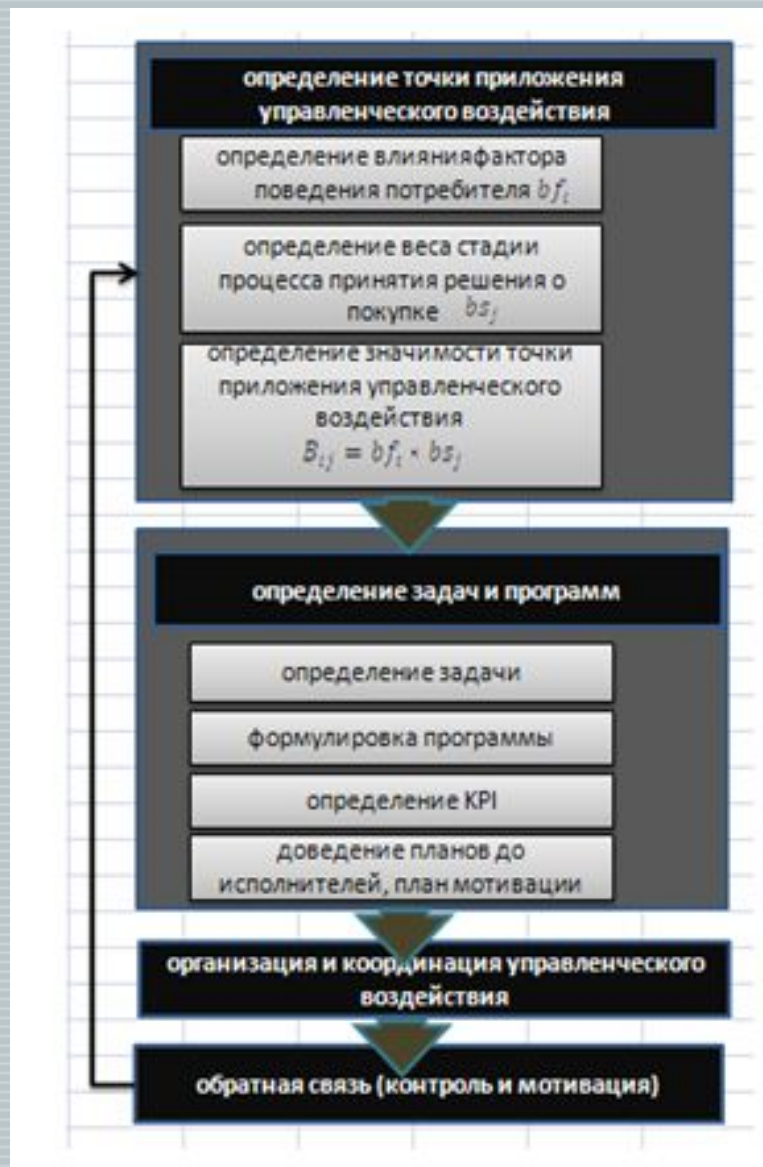 определение точки приложения
управленческого воздействия
определение влиянияфактора
поведения потребителя bfᵢ
определение веса стадии
процесса принятия решения о
покупке bsⱼ
определение значимости точки
приложения управленческого
воздействия
Bᵢⱼ = bfᵢ * bsⱼ
определение задач и программ
определение задачи
формулировка программы
определение KPI
доведение планов до
исполнителей, план мотивации
организация и координация управленческого
воздействия
обратная связь (контроль и мотивация)